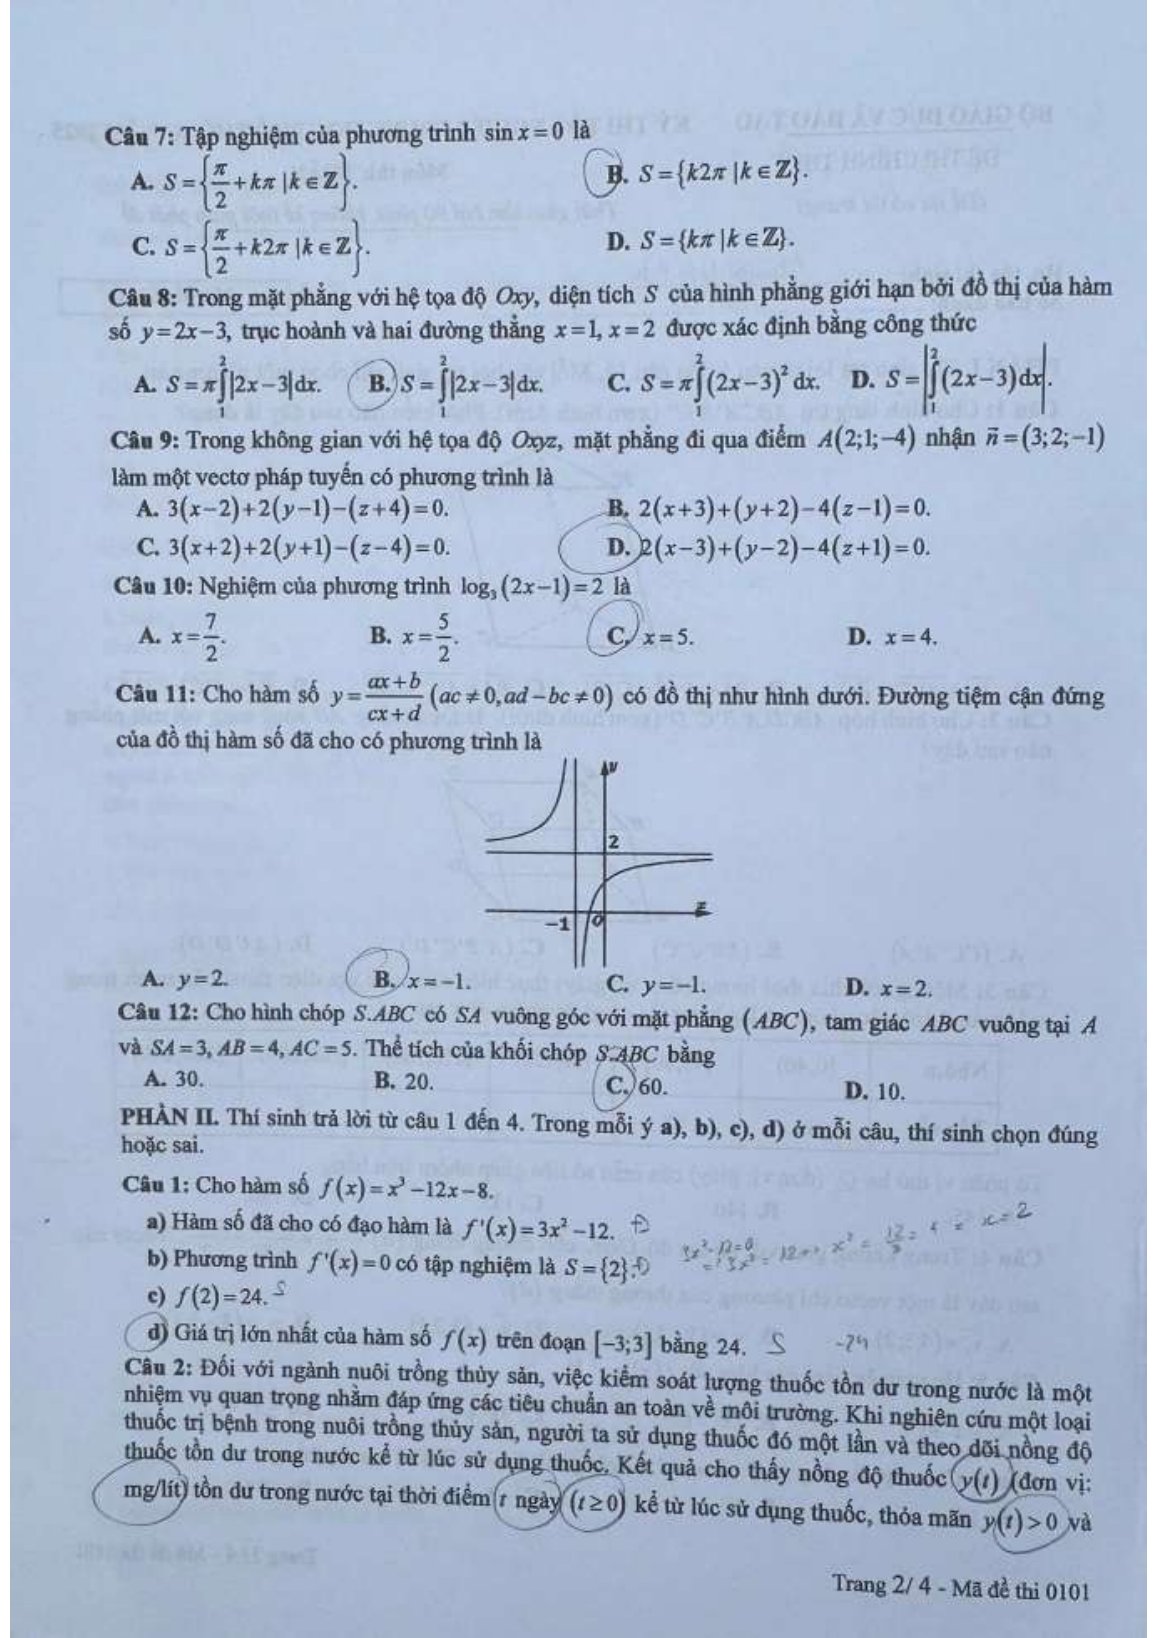 Câu 7: Tập nghiệm của phương trình sin x = 0 là
A. S = {π/2 + kπ | k ∈ ℤ}. B. S = {k2π | k ∈ ℤ}.
C. S = {π/2 + k2π | k ∈ ℤ}. D. S = {kπ | k ∈ ℤ}.
Câu 8: Trong mặt phẳng với hệ tọa độ Oxy, diện tích S của hình phẳng giới hạn bởi đồ thị của hàm
số y = 2x − 3, trục hoành và hai đường thẳng x = 1, x = 2 được xác định bằng công thức
A. S = π∫₁²|2x − 3|dx. B. S = ∫₁²|2x − 3|dx. C. S = π∫₁²(2x − 3)² dx. D. S = |∫₁²(2x − 3)dx|.
Câu 9: Trong không gian với hệ tọa độ Oxyz, mặt phẳng đi qua điểm A(2;1;−4) nhận n⃗ = (3;2;−1)
làm một vectơ pháp tuyến có phương trình là
A. 3(x − 2) + 2(y − 1) − (z + 4) = 0. B. 2(x + 3) + (y + 2) − 4(z − 1) = 0.
C. 3(x + 2) + 2(y + 1) − (z − 4) = 0. D. 2(x − 3) + (y − 2) − 4(z + 1) = 0.
Câu 10: Nghiệm của phương trình log₃(2x − 1) = 2 là
A. x = 7/2. B. x = 5/2. C. x = 5. D. x = 4.
Câu 11: Cho hàm số y = (ax + b)/(cx + d) (ac ≠ 0, ad − bc ≠ 0) có đồ thị như hình dưới. Đường tiệm cận đứng
của đồ thị hàm số đã cho có phương trình là
y
2
−1 O x
A. y = 2. B. x = −1. C. y = −1. D. x = 2.
Câu 12: Cho hình chóp S.ABC có SA vuông góc với mặt phẳng (ABC), tam giác ABC vuông tại A
và SA = 3, AB = 4, AC = 5. Thể tích của khối chóp S.ABC bằng
A. 30. B. 20. C. 60. D. 10.
PHẦN II. Thí sinh trả lời từ câu 1 đến 4. Trong mỗi ý a), b), c), d) ở mỗi câu, thí sinh chọn đúng
hoặc sai.
Câu 1: Cho hàm số f(x) = x³ − 12x − 8.
a) Hàm số đã cho có đạo hàm là f'(x) = 3x² − 12. Đ
b) Phương trình f'(x) = 0 có tập nghiệm là S = {2}. Đ
c) f(2) = 24. S
d) Giá trị lớn nhất của hàm số f(x) trên đoạn [−3;3] bằng 24. S -24
Câu 2: Đối với ngành nuôi trồng thủy sản, việc kiểm soát lượng thuốc tồn dư trong nước là một
nhiệm vụ quan trọng nhằm đáp ứng các tiêu chuẩn an toàn về môi trường. Khi nghiên cứu một loại
thuốc trị bệnh trong nuôi trồng thủy sản, người ta sử dụng thuốc đó một lần và theo dõi nồng độ
thuốc tồn dư trong nước kể từ lúc sử dụng thuốc. Kết quả cho thấy nồng độ thuốc y(t) (đơn vị:
mg/lít) tồn dư trong nước tại thời điểm t ngày (t ≥ 0) kể từ lúc sử dụng thuốc, thỏa mãn y(t) > 0 và
Trang 2/ 4 - Mã đề thi 0101